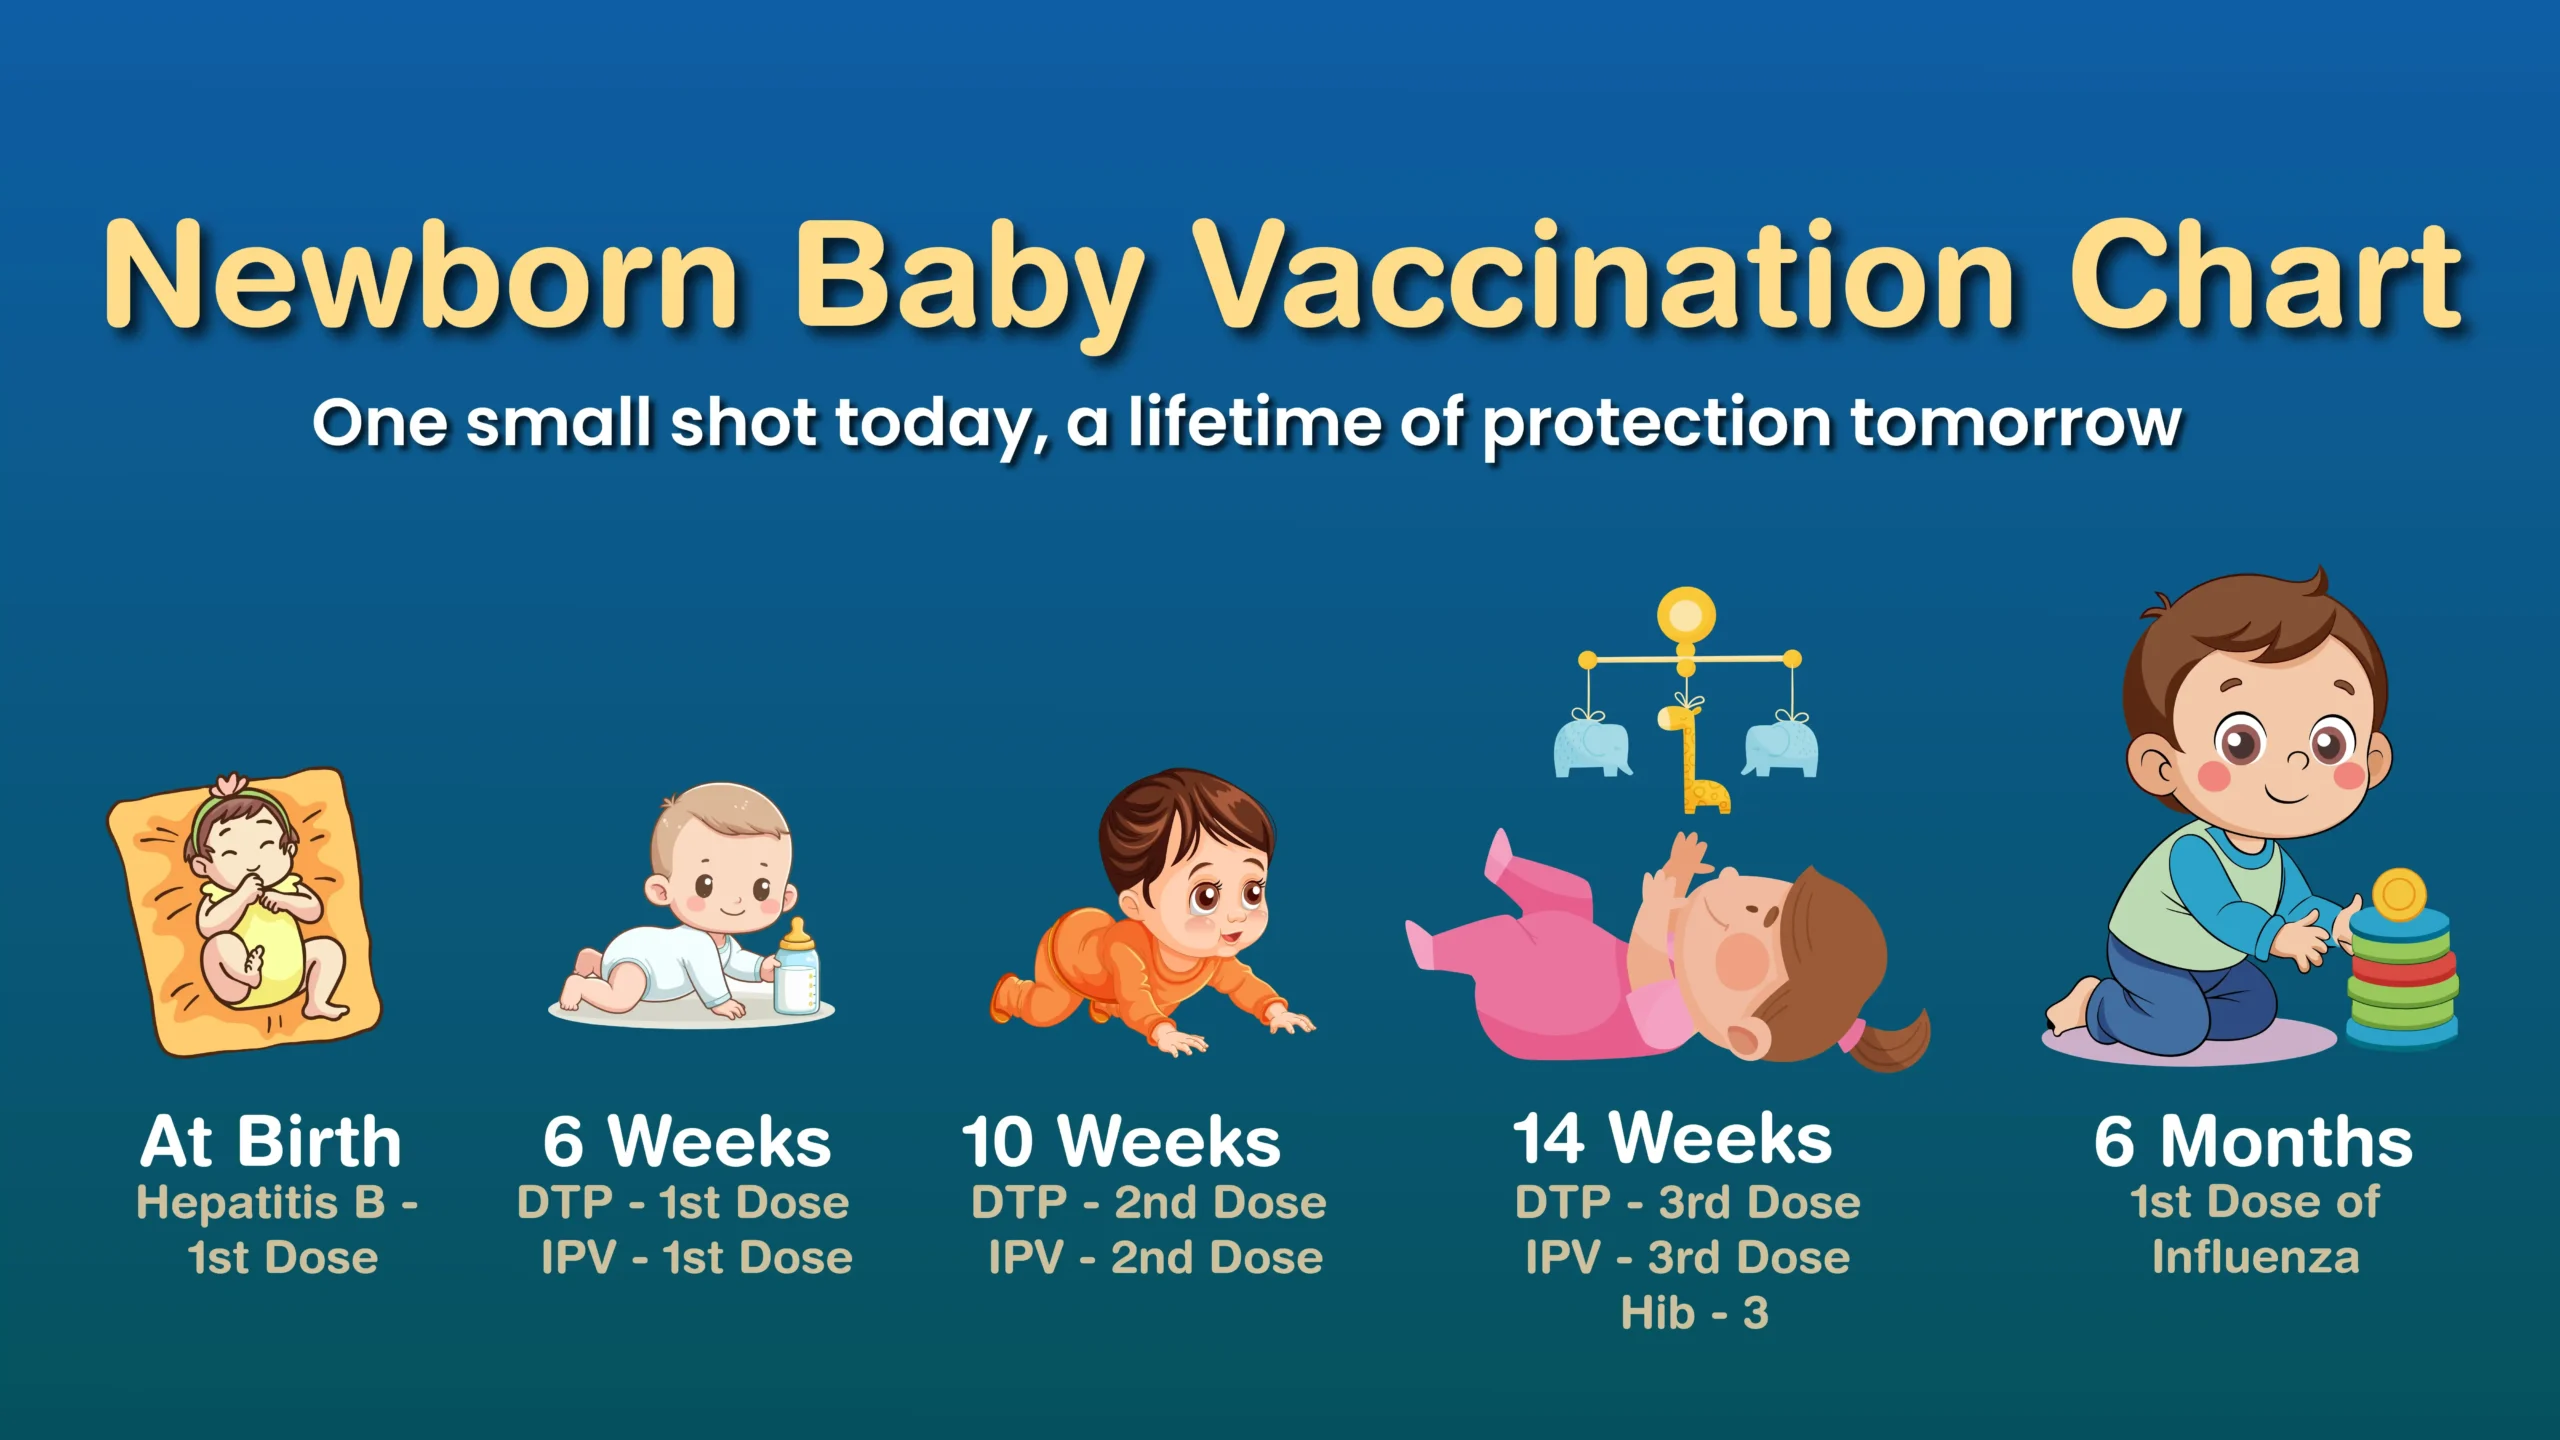 Newborn Baby Vaccination Chart
One small shot today, a lifetime of protection tomorrow
At Birth
Hepatitis B -
1st Dose
6 Weeks
DTP - 1st Dose
IPV - 1st Dose
10 Weeks
DTP - 2nd Dose
IPV - 2nd Dose
14 Weeks
DTP - 3rd Dose
IPV - 3rd Dose
Hib - 3
6 Months
1st Dose of
Influenza